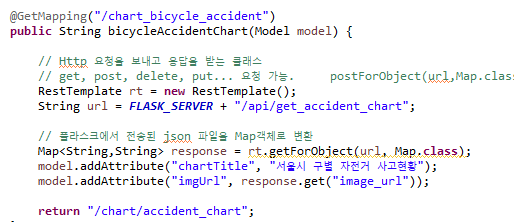 @GetMapping("/chart_bicycle_accident")
public String bicycleAccidentChart(Model model) {
// Http 요청을 보내고 응답을 받는 클래스
// get, post, delete, put... 요청 가능. postForObject(url,Map.class
RestTemplate rt = new RestTemplate();
String url = FLASK_SERVER + "/api/get_accident_chart";
// 플라스크에서 전송된 json 파일을 Map객체로 변환
Map<String,String> response = rt.getForObject(url, Map.class);
model.addAttribute("chartTitle", "서울시 구별 자전거 사고현황");
model.addAttribute("imgUrl", response.get("image_url"));
return "/chart/accident_chart";